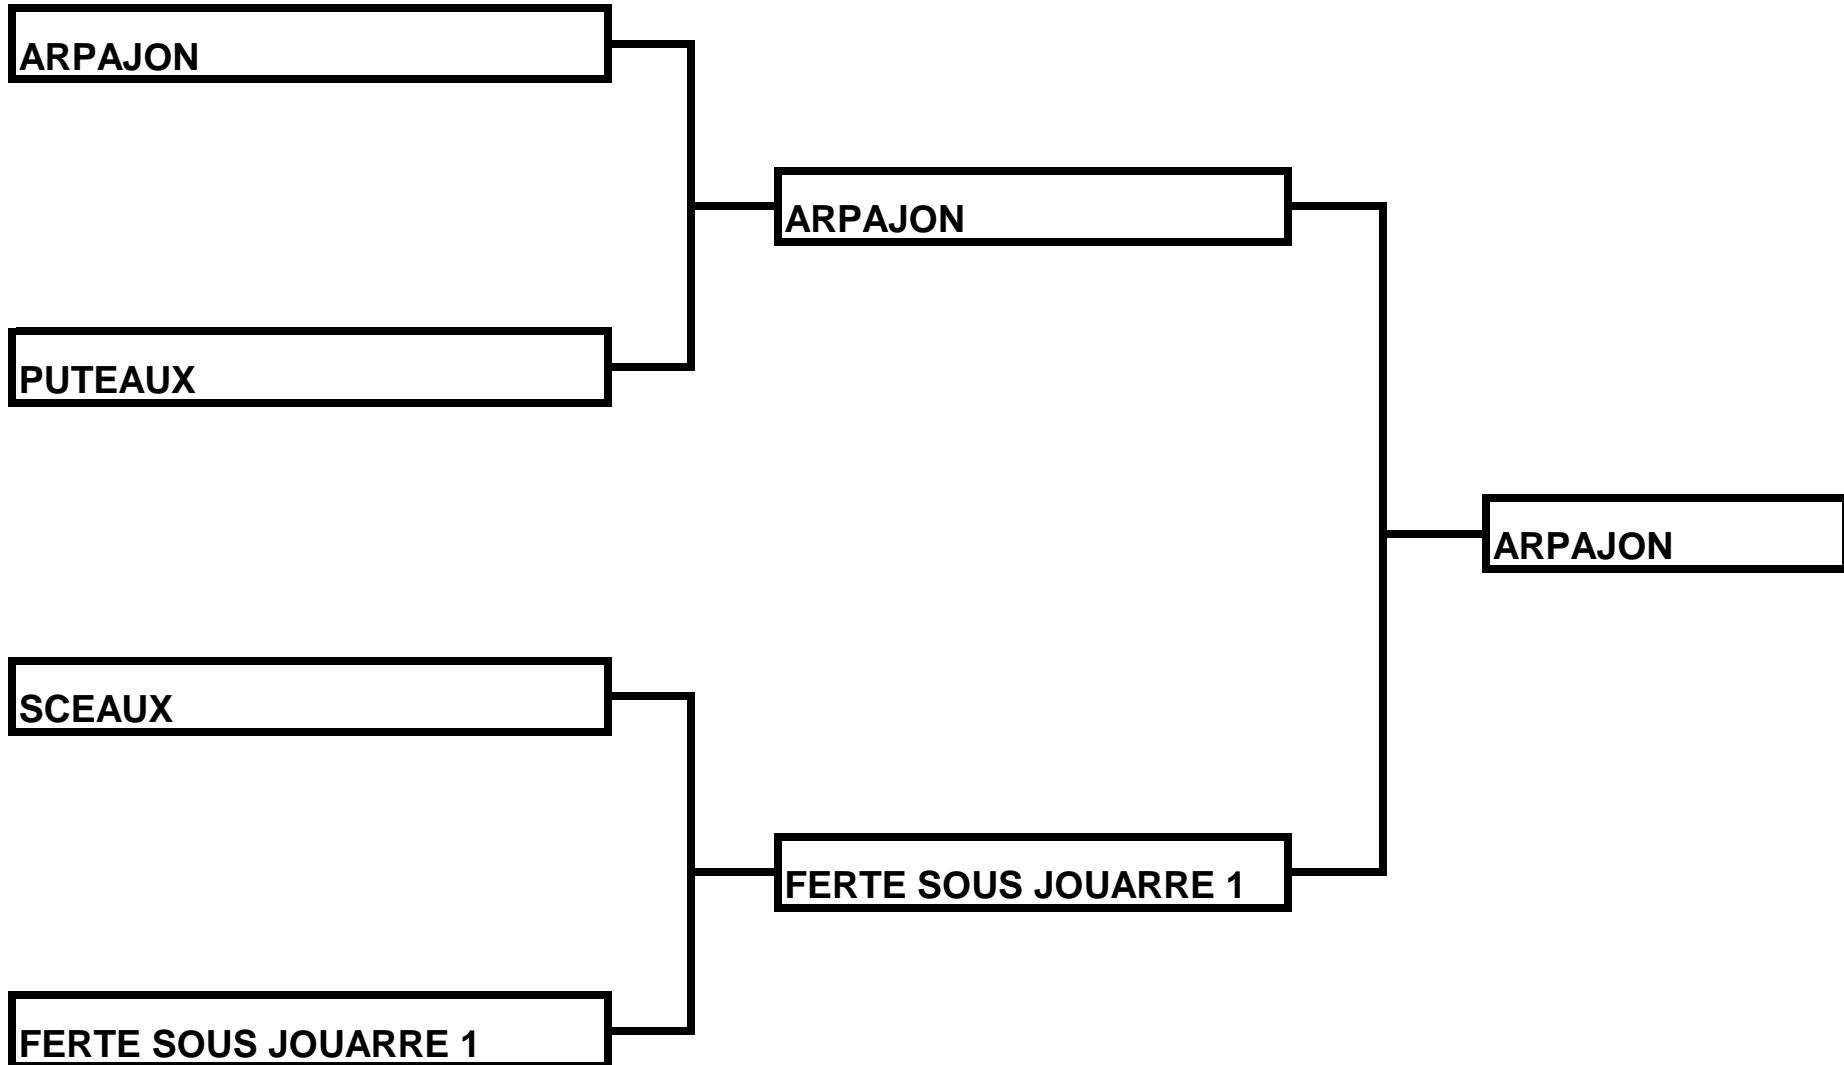 ARPAJON
PUTEAUX
SCEAUX
FERTE SOUS JOUARRE 1
ARPAJON
FERTE SOUS JOUARRE 1
ARPAJON